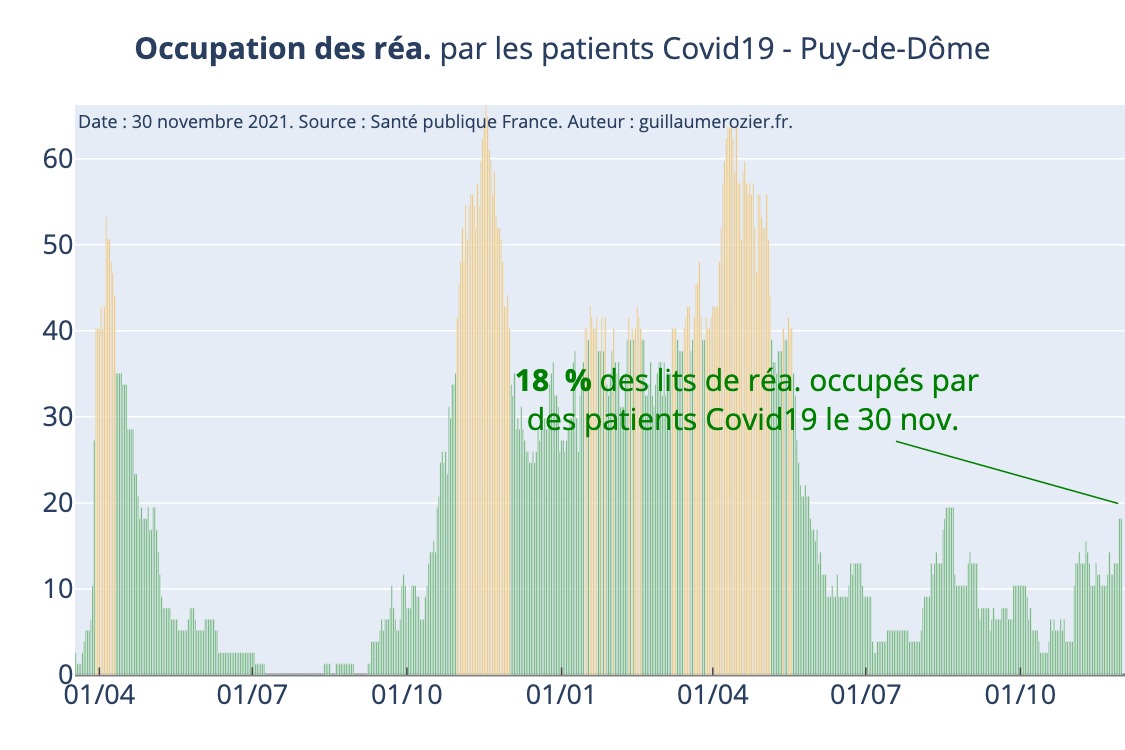 Occupation des réa. par les patients Covid19 - Puy-de-Dôme
Date : 30 novembre 2021. Source : Santé publique France. Auteur : guillaumerozier.fr.
60
50
40
18 % des lits de réa. occupés par
des patients Covid19 le 30 nov.
30
20
10
0
01/04 01/07 01/10 01/01 01/04 01/07 01/10